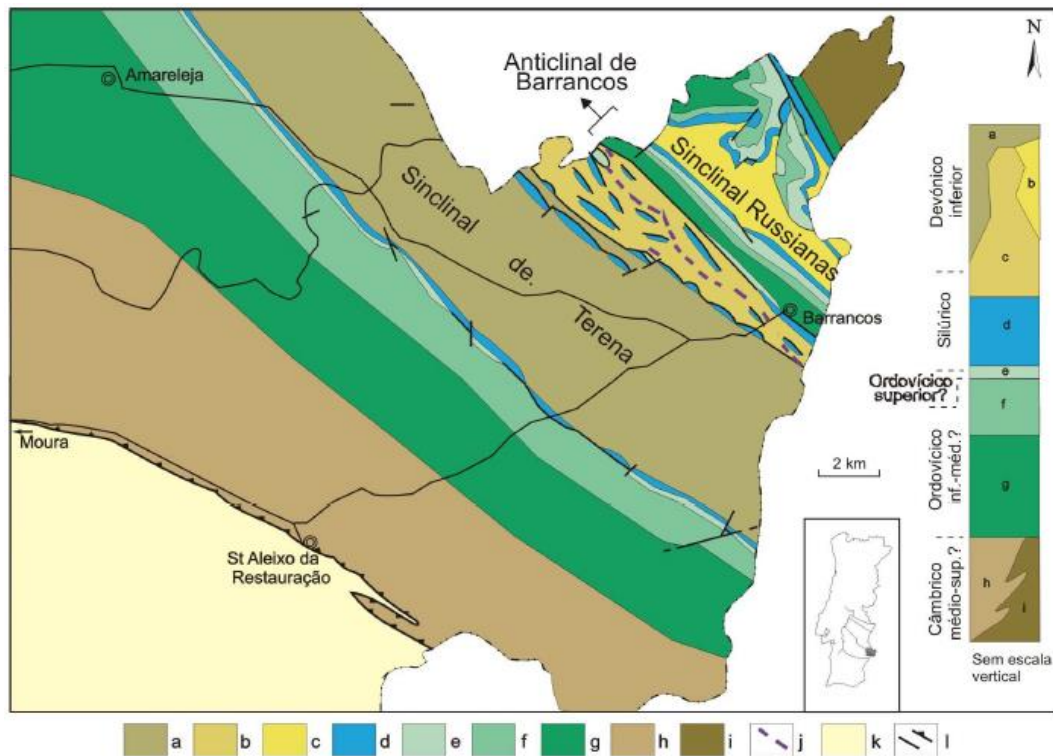 N
Amareleja
Anticlinal de
Barrancos
Sinclinal Russianas
Sinclinal
de.
Terena
Barrancos
Moura
2 km
St Aleixo da
Restauração
Devónico
inferior
Silúrico
Ordovícico
superior?
Ordovícico
nf.-méd.?
Câmbrico
médio-sup.?
a
b
c
d
e
f
g
h
i
Sem escala
vertical
a b c d e f g h i j k l